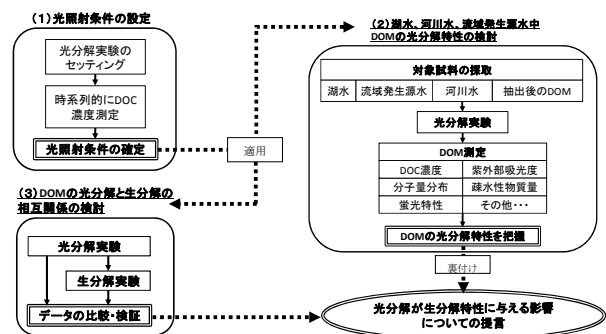 (1)光照射条件の設定
光分解実験の
セッティング
時系列的にDOC
濃度測定
光照射条件の確定
適用
(2)湖水、河川水、流域発生源水中
DOMの光分解特性の検討
対象試料の採取
湖水 流域発生源水 河川水 抽出後のDOM
光分解実験
DOM測定
DOC濃度 紫外部吸光度
分子量分布 疎水性物質量
蛍光特性 その他・・・
DOMの光分解特性を把握
裏付け
(3)DOMの光分解と生分解の
相互関係の検討
光分解実験
生分解実験
データの比較・検証
光分解が生分解特性に与える影響
についての提言